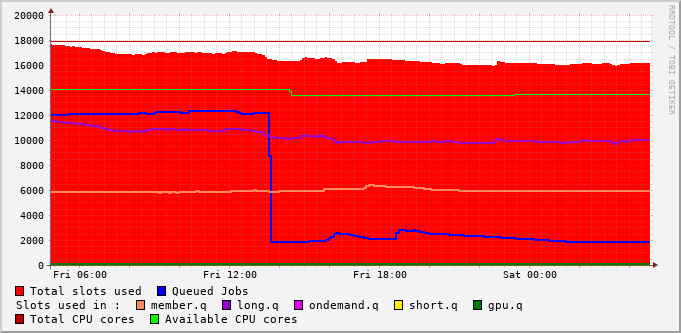 20000
18000
16000
14000
12000
10000
8000
6000
4000
2000
0
Fri 06:00 Fri 12:00 Fri 18:00 Sat 00:00
RRDTOOL / TOBI OETIKER
Total slots used Queued Jobs
Slots used in : member.q long.q ondemand.q short.q gpu.q
Total CPU cores Available CPU cores